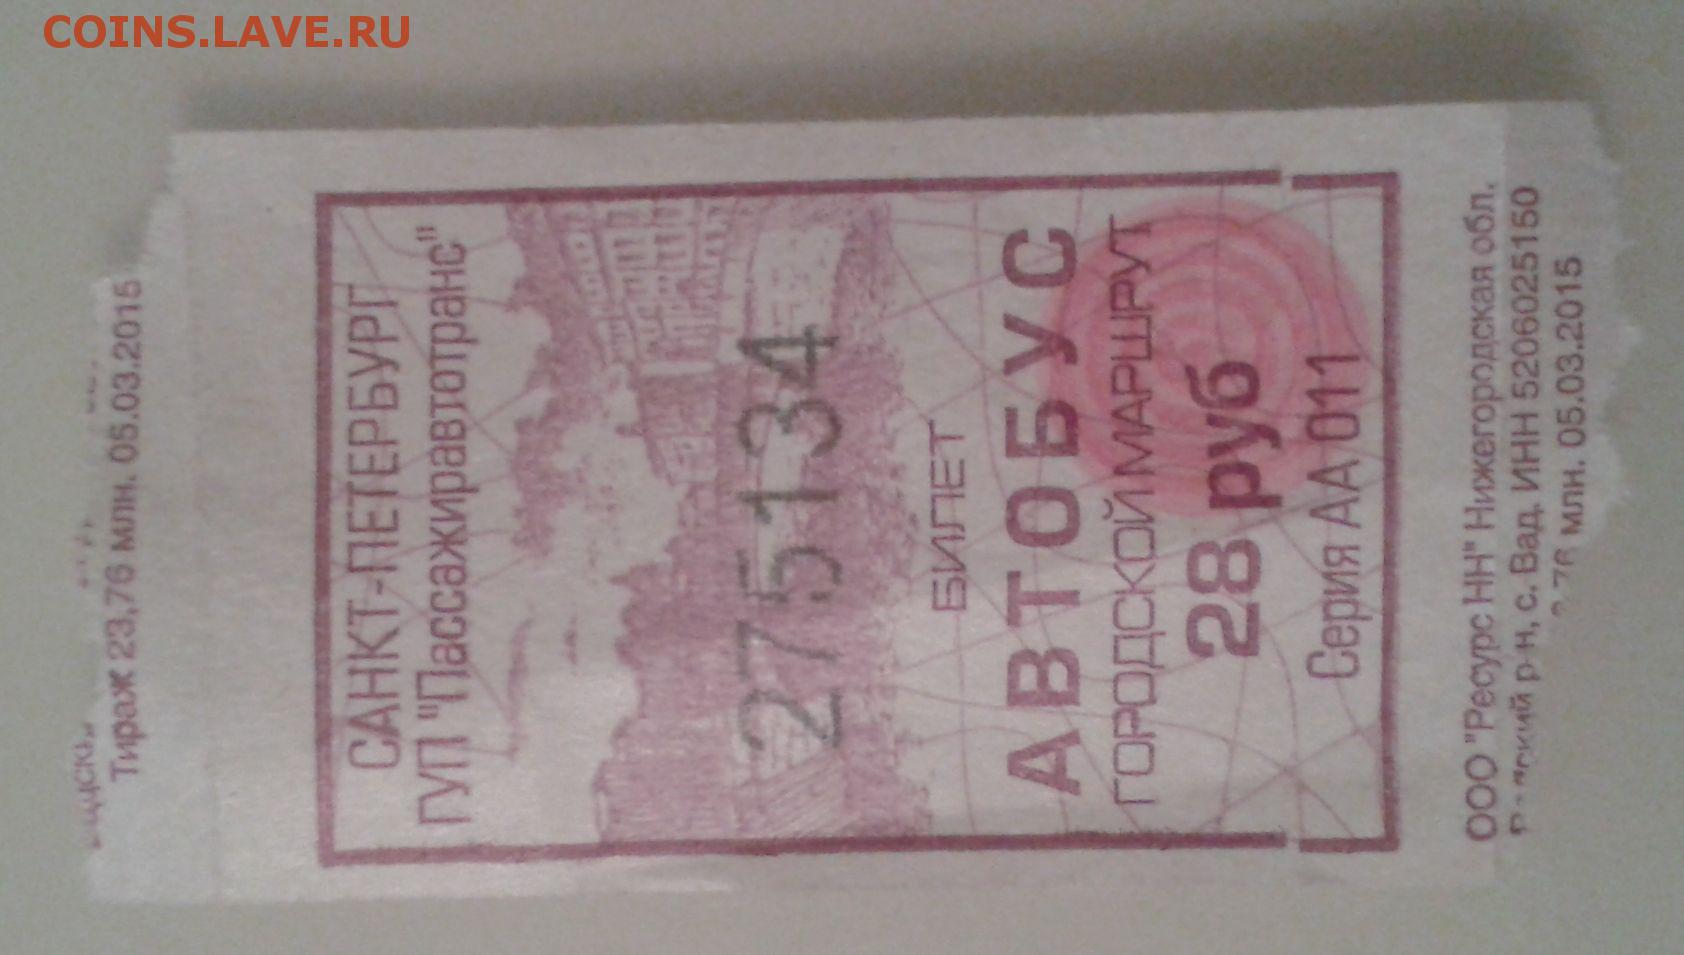 COINS.LAVE.RU
Тираж 23,76 млн. 05.03.2015
САНКТ-ПЕТЕРБУРГ
ГУП "Пассажиравтотранс"
275134
БИЛЕТ
АВТОБУС
ГОРОДСКОЙ МАРШРУТ
28 руб
Серия АА 011
ООО "Ресурс НН" Нижегородская обл.
р-н, с. Вад, ИНН 5206025150
млн. 05.03.2015